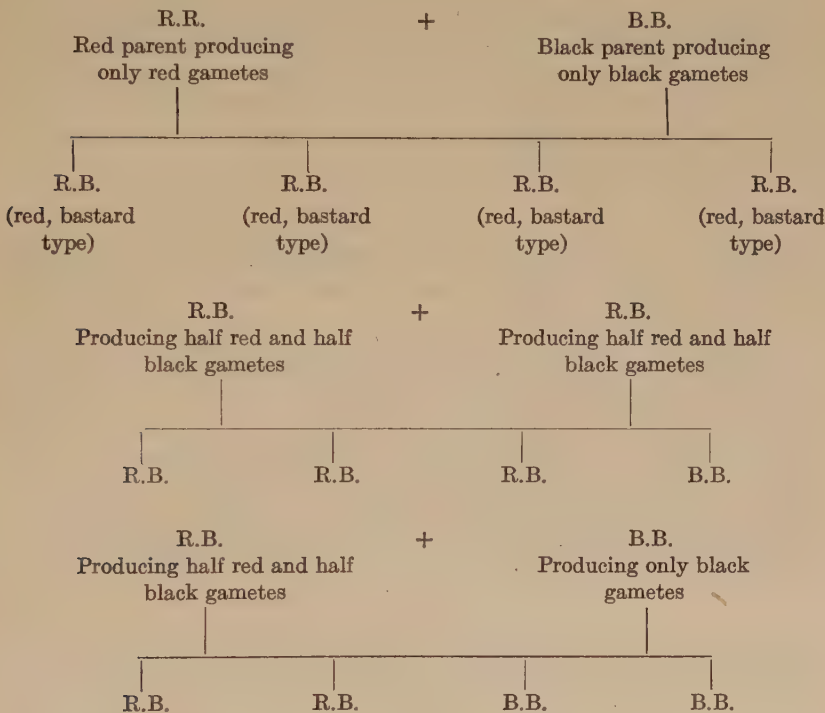 R.R. + B.B.
Red parent producing Black parent producing
only red gametes only black gametes
R.B. R.B. R.B. R.B.
(red, bastard (red, bastard (red, bastard (red, bastard
type) type) type) type)
R.B. + R.B.
Producing half red and half Producing half red and half
black gametes black gametes
R.B. R.B. R.B. B.B.
R.B. + B.B.
Producing half red and half Producing only black
black gametes gametes
R.B. R.B. B.B. B.B.